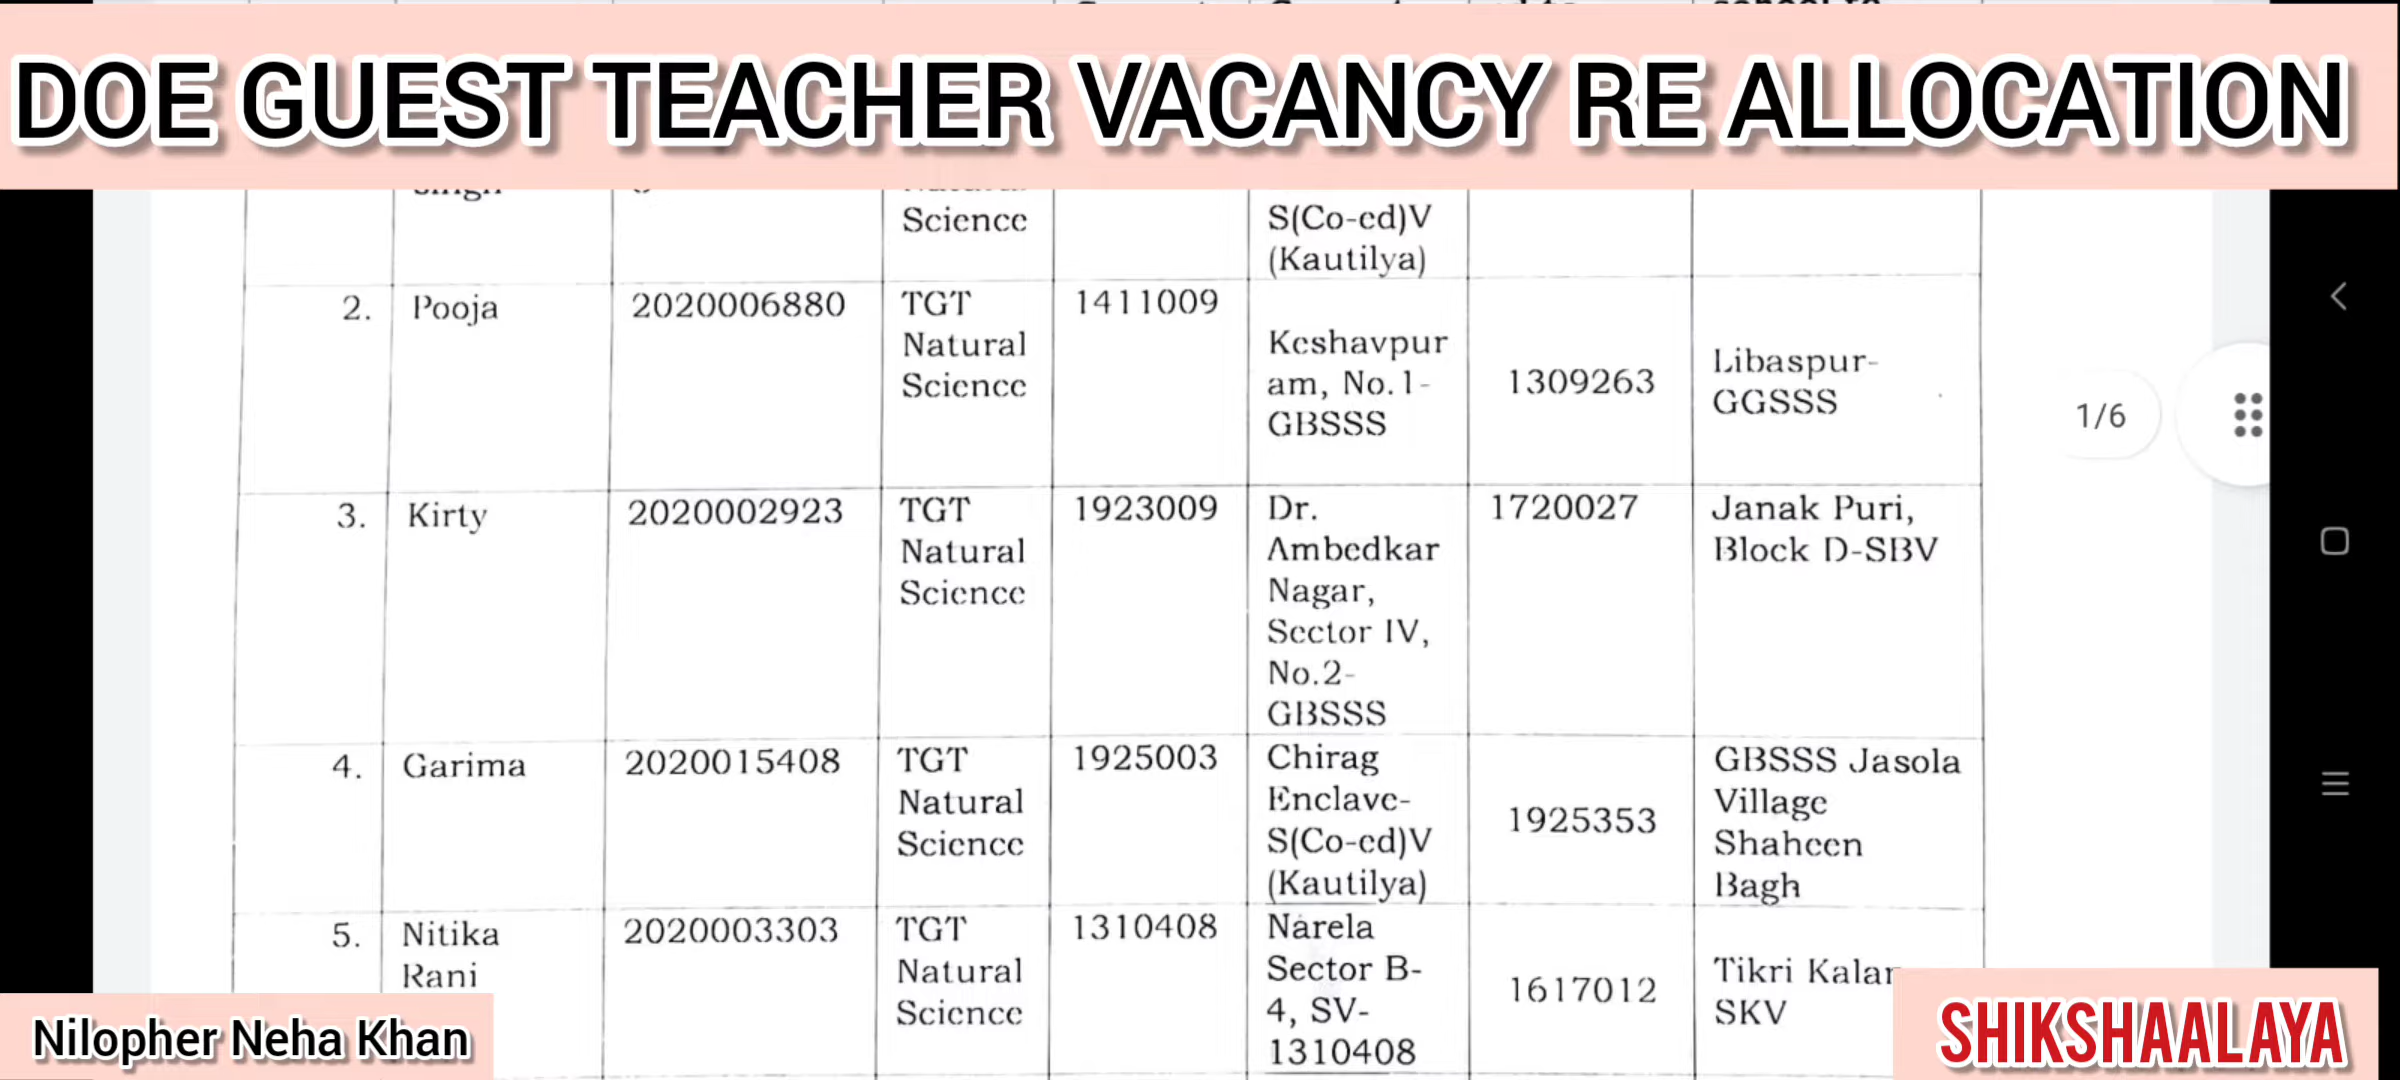 DOE GUEST TEACHER VACANCY RE ALLOCATION
Science
S(Co-ed)V
(Kautilya)
2. Pooja 2020006880 TGT Natural Science 1411009 Keshavpur am, No.1- GBSSS 1309263 Libaspur- GGSSS
1/6
3. Kirty 2020002923 TGT Natural Science 1923009 Dr. Ambedkar Nagar, Sector IV, No.2- GBSSS 1720027 Janak Puri, Block D-SBV
4. Garima 2020015408 TGT Natural Science 1925003 Chirag Enclave- S(Co-ed)V (Kautilya) 1925353 GBSSS Jasola Village Shaheen Bagh
5. Nitika Rani 2020003303 TGT Natural Science 1310408 Narela Sector B- 4, SV- 1310408 1617012 Tikri Kalan SKV
Nilopher Neha Khan
SHIKSHAALAYA